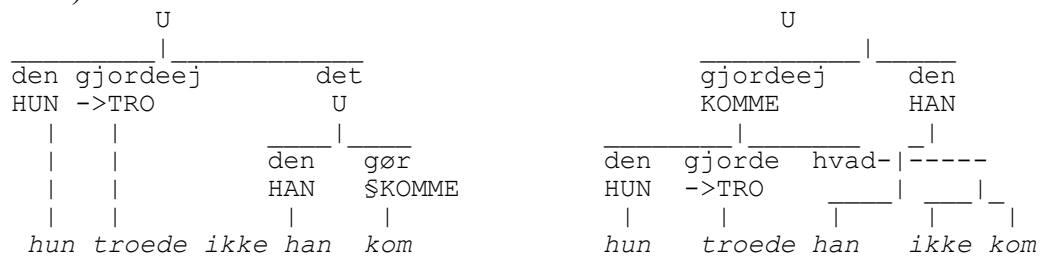 U U
den gjordeej det gjordeej den
HUN ->TRO U KOMME HAN
den gør den gjorde hvad-|-----
HAN §KOMME HUN ->TRO
hun troede ikke han kom hun troede han ikke kom